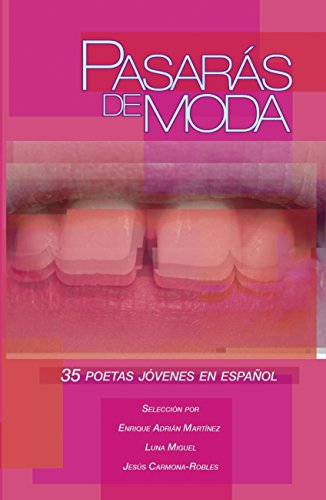 PASARÁS
DE MODA
35 POETAS JÓVENES EN ESPAÑOL
SELECCIÓN POR
ENRIQUE ADRIÁN MARTÍNEZ
LUNA MIGUEL
JESÚS CARMONA-ROBLES